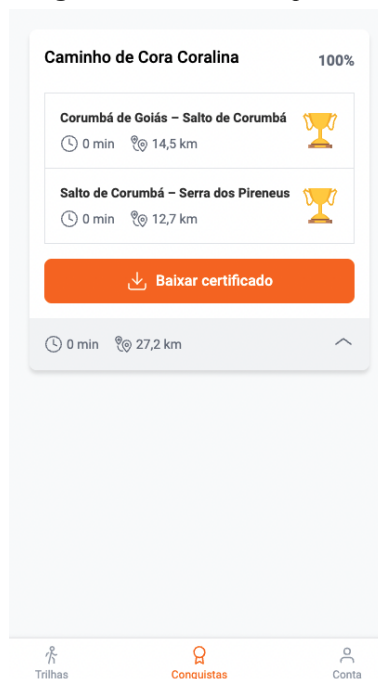 Caminho de Cora Coralina 100%
Corumbá de Goiás – Salto de Corumbá
0 min 14,5 km
Salto de Corumbá – Serra dos Pireneus
0 min 12,7 km
Baixar certificado
0 min 27,2 km
Trilhas Conquistas Conta